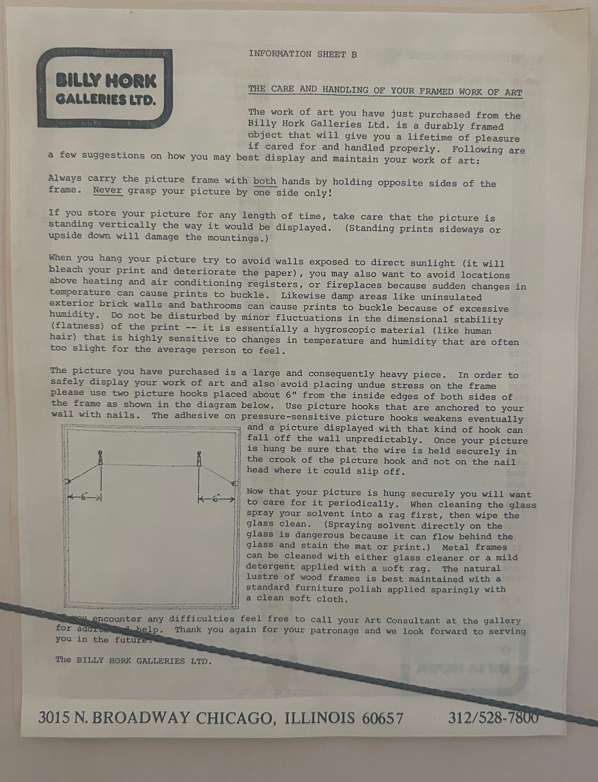 INFORMATION SHEET B
BILLY HORK
GALLERIES LTD.
THE CARE AND HANDLING OF YOUR FRAMED WORK OF ART
The work of art you have just purchased from the
Billy Hork Galleries Ltd. is a durably framed
object that will give you a lifetime of pleasure
if cared for and handled properly. Following are
a few suggestions on how you may best display and maintain your work of art:
Always carry the picture frame with both hands by holding opposite sides of the
frame. Never grasp your picture by one side only!
If you store your picture for any length of time, take care that the picture is
standing vertically the way it would be displayed. (Standing prints sideways or
upside down will damage the mountings.)
When you hang your picture try to avoid walls exposed to direct sunlight (it will
bleach your print and deteriorate the paper), you may also want to avoid locations
above heating and air conditioning registers, or fireplaces because sudden changes in
temperature can cause prints to buckle. Likewise damp areas like uninsulated
exterior brick walls and bathrooms can cause prints to buckle because of excessive
humidity. Do not be disturbed by minor fluctuations in the dimensional stability
(flatness) of the print -- it is essentially a hygroscopic material (like human
hair) that is highly sensitive to changes in temperature and humidity that are often
too slight for the average person to feel.
The picture you have purchased is a large and consequently heavy piece. In order to
safely display your work of art and also avoid placing undue stress on the frame
please use two picture hooks placed about 6" from the inside edges of both sides of
the frame as shown in the diagram below. Use picture hooks that are anchored to your
wall with nails. The adhesive on pressure-sensitive picture hooks weakens eventually
and a picture displayed with that kind of hook can
fall off the wall unpredictably. Once your picture
is hung be sure that the wire is held securely in
the crook of the picture hook and not on the nail
head where it could slip off.
6"
6"
Now that your picture is hung securely you will want
to care for it periodically. When cleaning the glass
spray your solvent into a rag first, then wipe the
glass clean. (Spraying solvent directly on the
glass is dangerous because it can flow behind the
glass and stain the mat or print.) Metal frames
can be cleaned with either glass cleaner or a mild
detergent applied with a soft rag. The natural
lustre of wood frames is best maintained with a
standard furniture polish applied sparingly with
a clean soft cloth.
encounter any difficulties feel free to call your Art Consultant at the gallery
for help. Thank you again for your patronage and we look forward to serving
you in the future.
The BILLY HORK GALLERIES LTD.
3015 N. BROADWAY CHICAGO, ILLINOIS 60657 312/528-7800